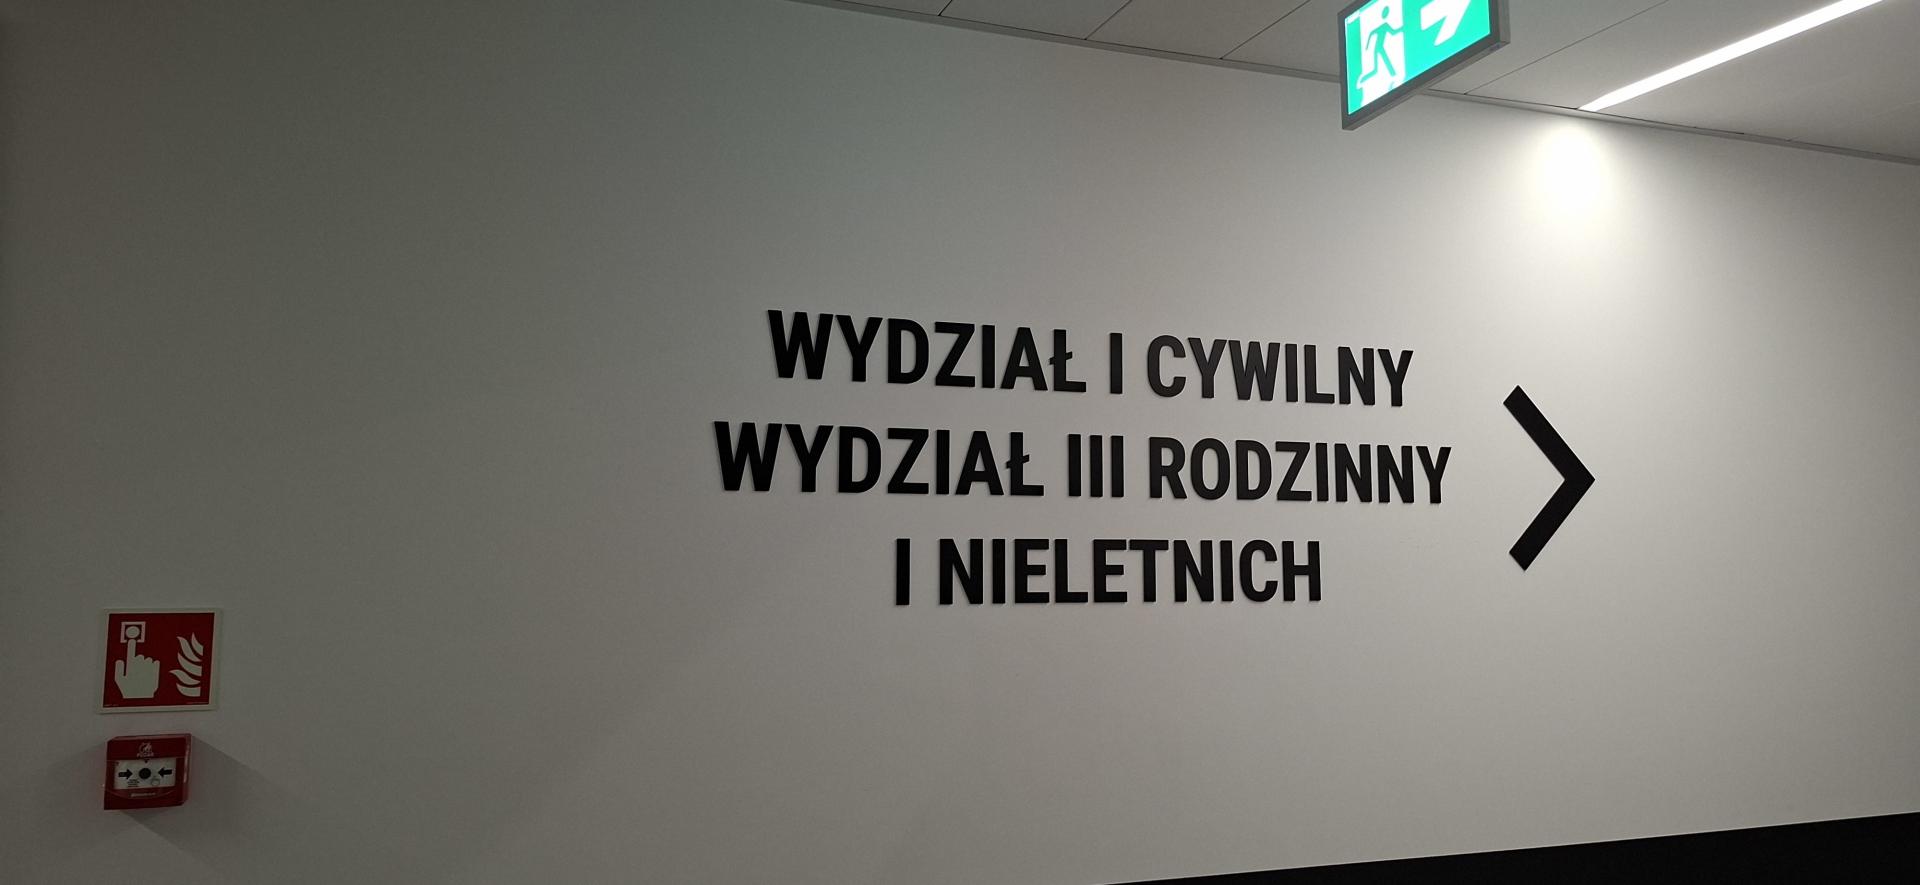 WYDZIAŁ I CYWILNY
WYDZIAŁ III RODZINNY
I NIELETNICH